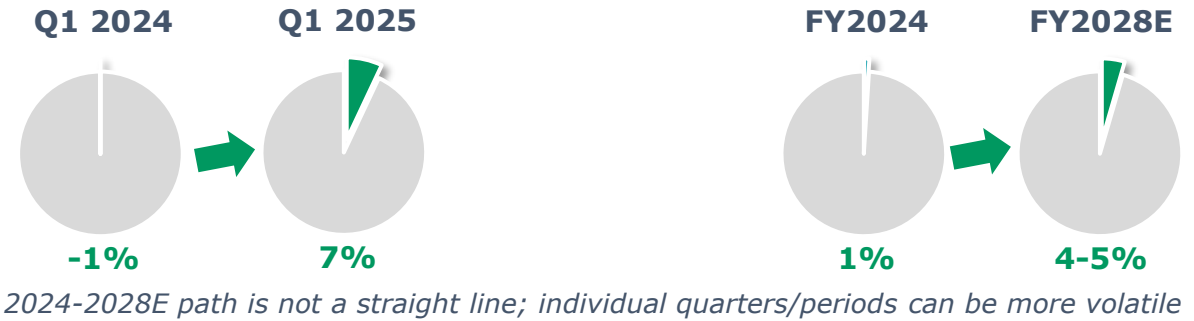 Q1 2024 Q1 2025 FY2024 FY2028E
-1% 7% 1% 4-5%
2024-2028E path is not a straight line; individual quarters/periods can be more volatile